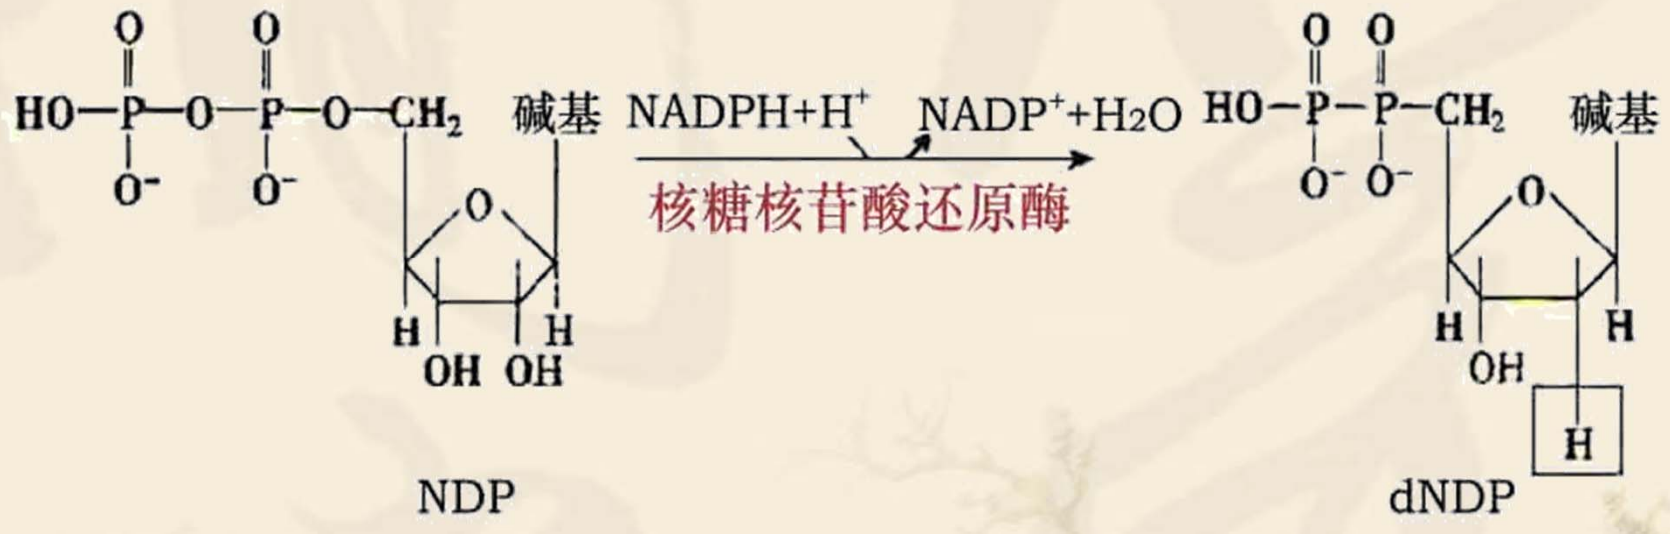 O O O O
HO—P—O—P—O—CH₂ 碱基 NADPH+H⁺ NADP⁺+H2O HO—P—P—CH₂ 碱基
O⁻ O⁻ 核糖核苷酸还原酶 O⁻ O⁻
O O
H H H H
OH OH OH
H
NDP dNDP